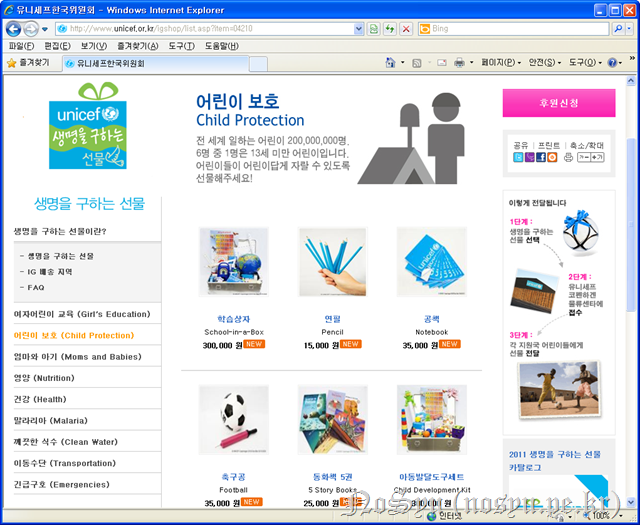 유니세프한국위원회 - Windows Internet Explorer
http://www.unicef.or.kr/igshop/list.asp?item=04210
Bing
파일(F) 편집(E) 보기(V) 즐겨찾기(A) 도구(T) 도움말(H)
즐겨찾기 유니세프한국위원회
페이지(P) 안전(S) 도구(O)
unicef
생명을 구하는
선물
어린이 보호
Child Protection
전 세계 일하는 어린이 200,000,000명.
6명 중 1명은 13세 미만 어린이입니다.
어린이들이 어린이답게 자랄 수 있도록
선물해주세요!
후원신청
공유 | 프린트 | 축소/확대
생명을 구하는 선물
생명을 구하는 선물이란?
- 생명을 구하는 선물
- IG 배송 지역
- FAQ
여자어린이 교육 (Girl's Education)
어린이 보호 (Child Protection)
엄마와 아기 (Moms and Babies)
영양 (Nutrition)
건강 (Health)
말라리아 (Malaria)
깨끗한 식수 (Clean Water)
이동수단 (Transportation)
긴급구호 (Emergencies)
학습상자
School-in-a-Box
300,000 원 NEW
연필
Pencil
15,000 원 NEW
공책
Notebook
35,000 원 NEW
축구공
Football
35,000 원 NEW
동화책 5권
5 Story Books
25,000 원 NEW
아동발달도구세트
Child Development Kit
이렇게 전달됩니다
1단계 :
생명을 구하는
선물 선택
2단계 :
유니세프
코펜하겐
물류센타에
접수
3단계 :
각 지원국 어린이들에게
선물 전달
2011 생명을 구하는 선물
카탈로그
NoSyu(nosyu.pe.kr)
인터넷
100%